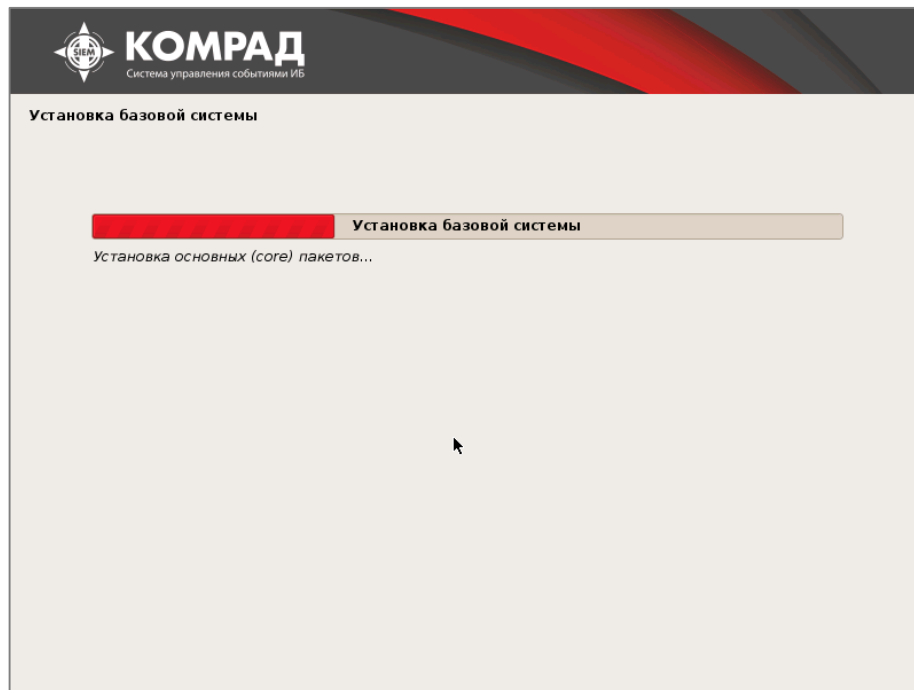 SIEM
КОМРАД
Система управления событиями ИБ
Установка базовой системы
Установка базовой системы
Установка основных (core) пакетов...